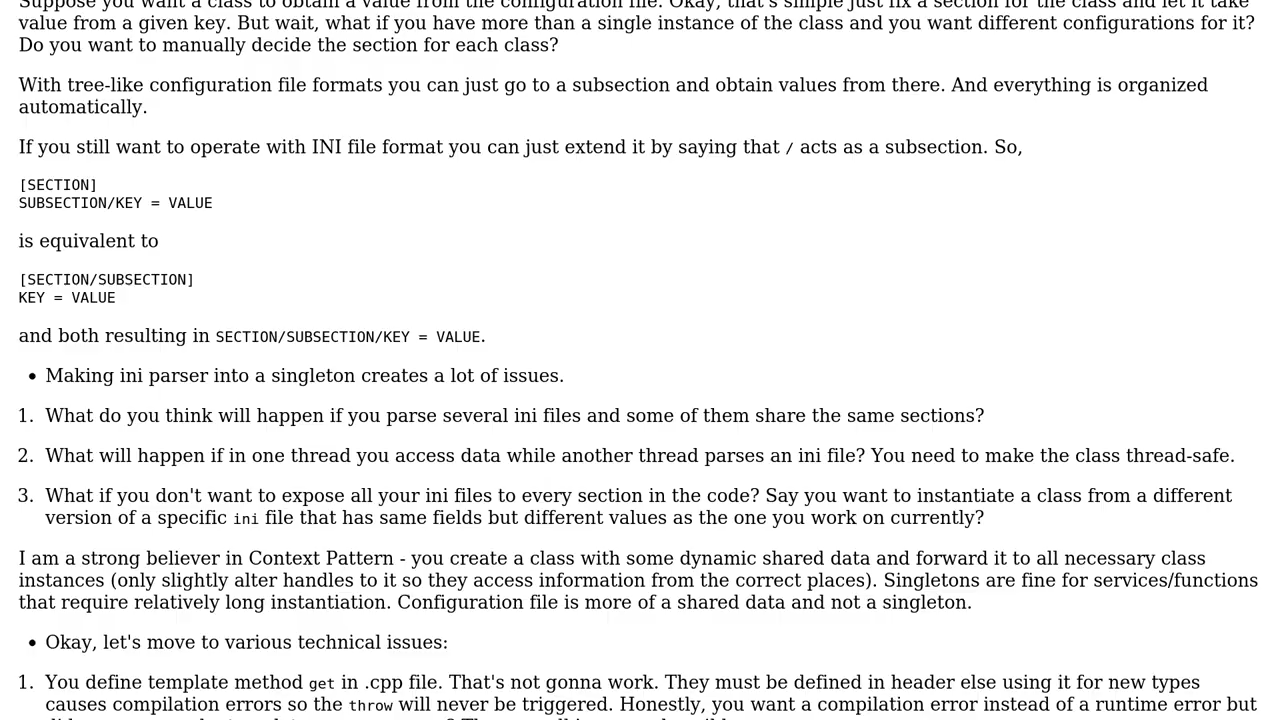 Suppose you want a class to obtain a value from the configuration file. Okay, that's simple just fix a section for the class and let it take
value from a given key. But wait, what if you have more than a single instance of the class and you want different configurations for it?
Do you want to manually decide the section for each class?
With tree-like configuration file formats you can just go to a subsection and obtain values from there. And everything is organized
automatically.
If you still want to operate with INI file format you can just extend it by saying that / acts as a subsection. So,
[SECTION]
SUBSECTION/KEY = VALUE
is equivalent to
[SECTION/SUBSECTION]
KEY = VALUE
and both resulting in SECTION/SUBSECTION/KEY = VALUE.
• Making ini parser into a singleton creates a lot of issues.
1. What do you think will happen if you parse several ini files and some of them share the same sections?
2. What will happen if in one thread you access data while another thread parses an ini file? You need to make the class thread-safe.
3. What if you don't want to expose all your ini files to every section in the code? Say you want to instantiate a class from a different
version of a specific ini file that has same fields but different values as the one you work on currently?
I am a strong believer in Context Pattern - you create a class with some dynamic shared data and forward it to all necessary class
instances (only slightly alter handles to it so they access information from the correct places). Singletons are fine for services/functions
that require relatively long instantiation. Configuration file is more of a shared data and not a singleton.
• Okay, let's move to various technical issues:
1. You define template method get in .cpp file. That's not gonna work. They must be defined in header else using it for new types
causes compilation errors so the throw will never be triggered. Honestly, you want a compilation error instead of a runtime error but